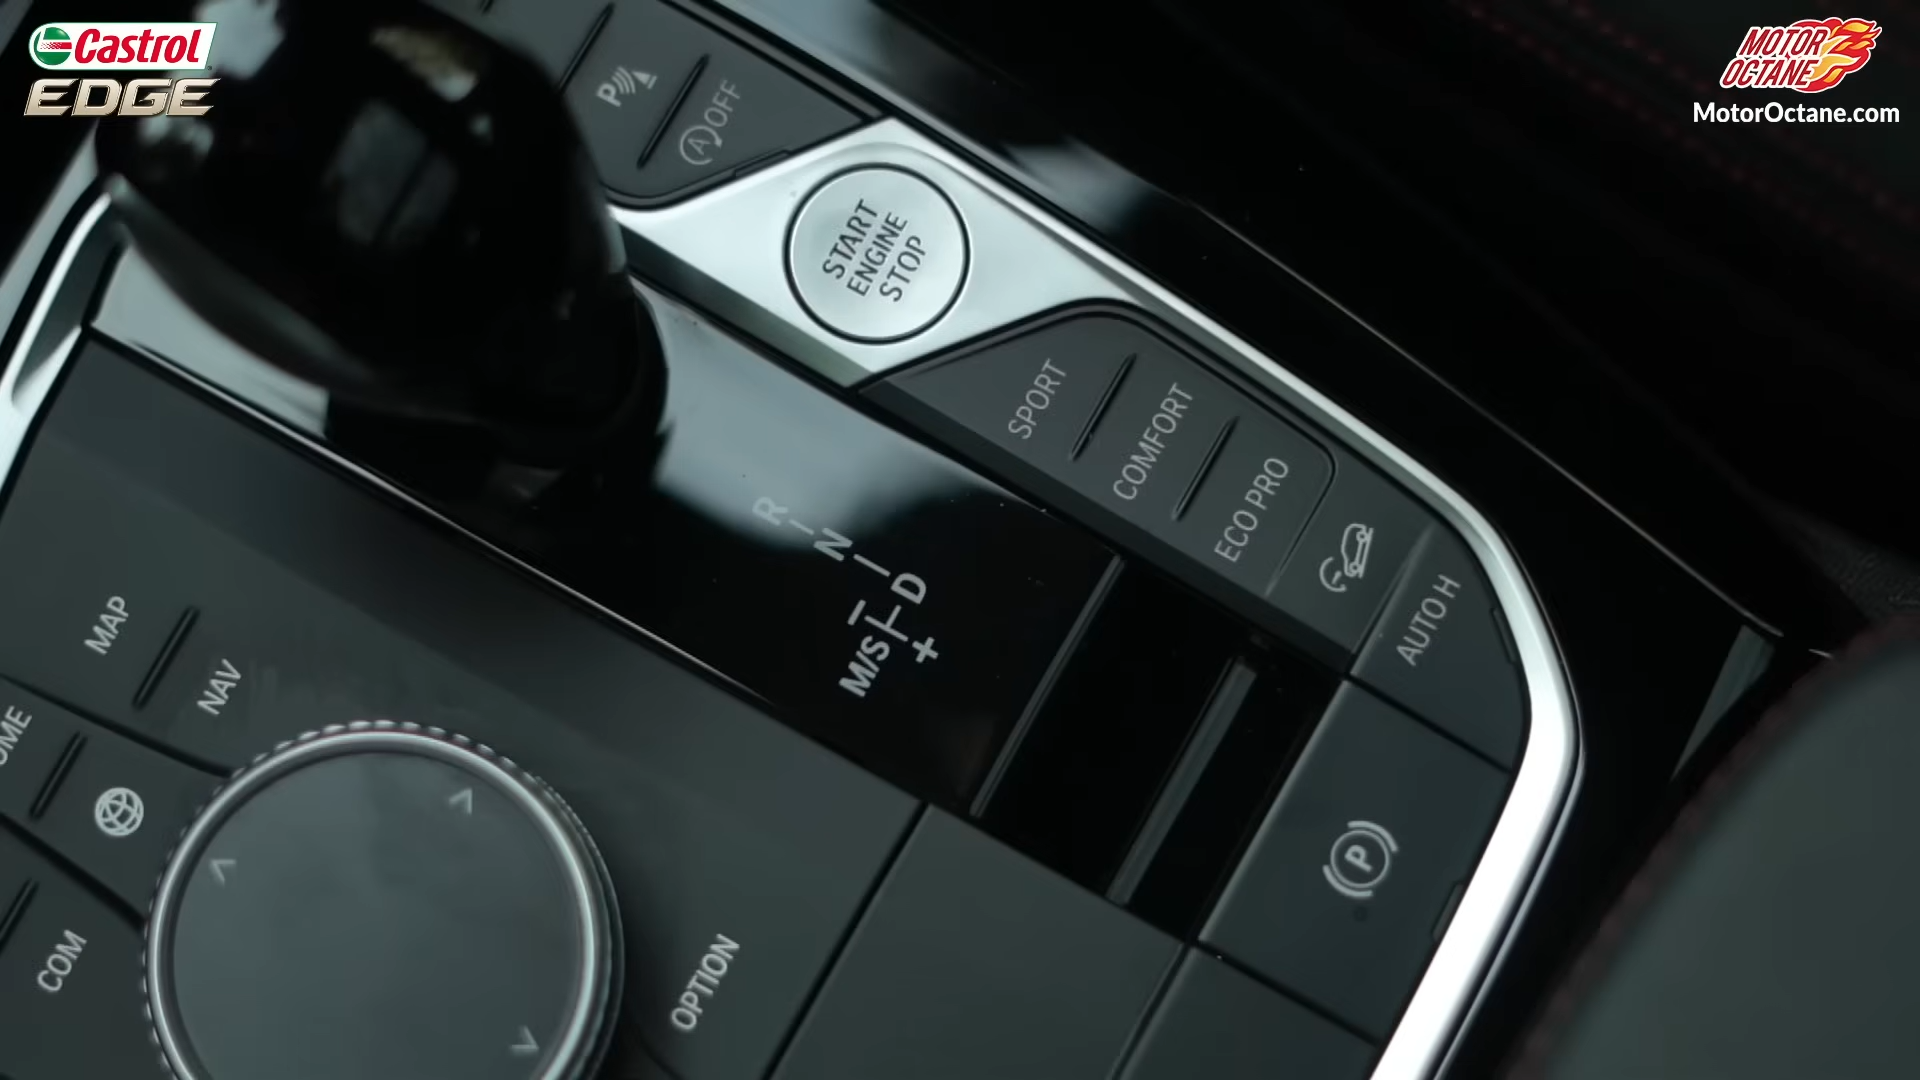 Castrol
EDGE
MOTOR
OCTANE
MotorOctane.com
P
A OFF
START
ENGINE
STOP
SPORT
COMFORT
ECO PRO
AUTO H
R
N
D
M/S
+
P
MAP
NAV
COM
OPTION